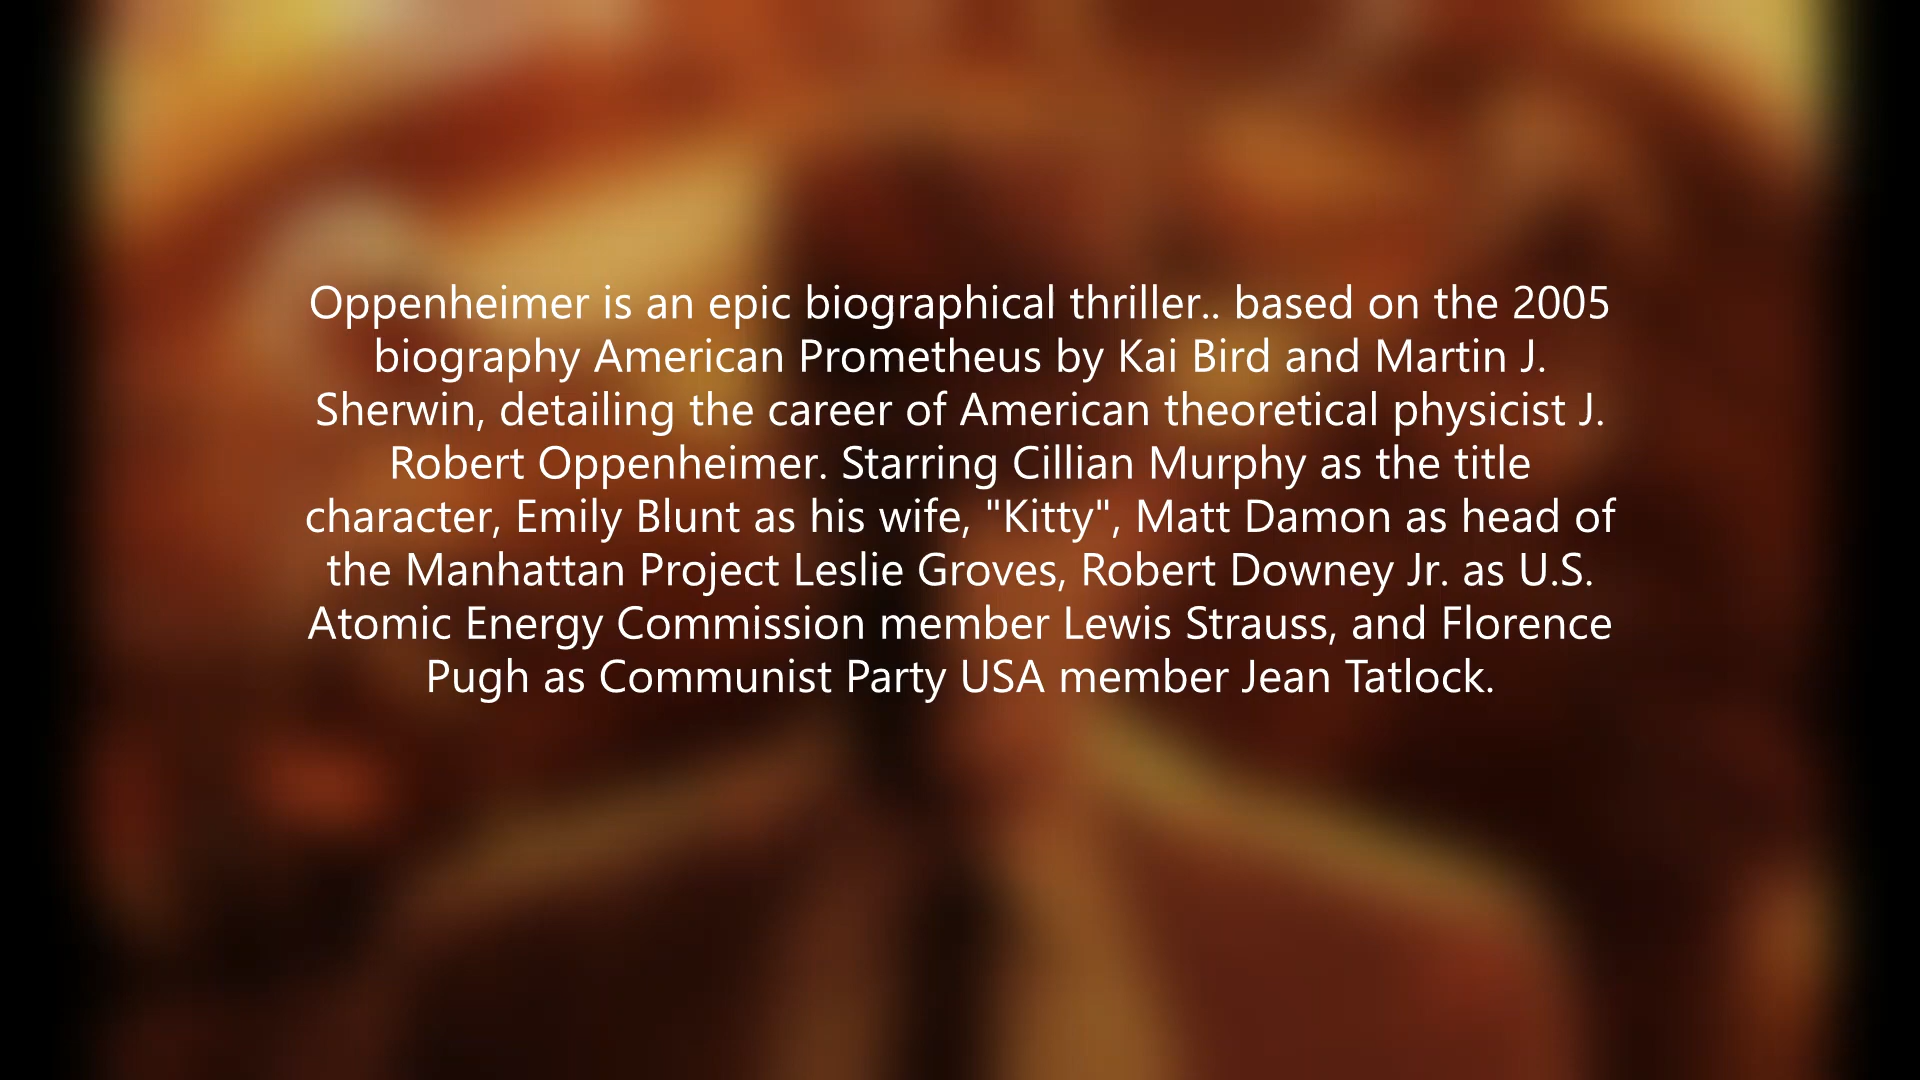 Oppenheimer is an epic biographical thriller.. based on the 2005
biography American Prometheus by Kai Bird and Martin J.
Sherwin, detailing the career of American theoretical physicist J.
Robert Oppenheimer. Starring Cillian Murphy as the title
character, Emily Blunt as his wife, "Kitty", Matt Damon as head of
the Manhattan Project Leslie Groves, Robert Downey Jr. as U.S.
Atomic Energy Commission member Lewis Strauss, and Florence
Pugh as Communist Party USA member Jean Tatlock.